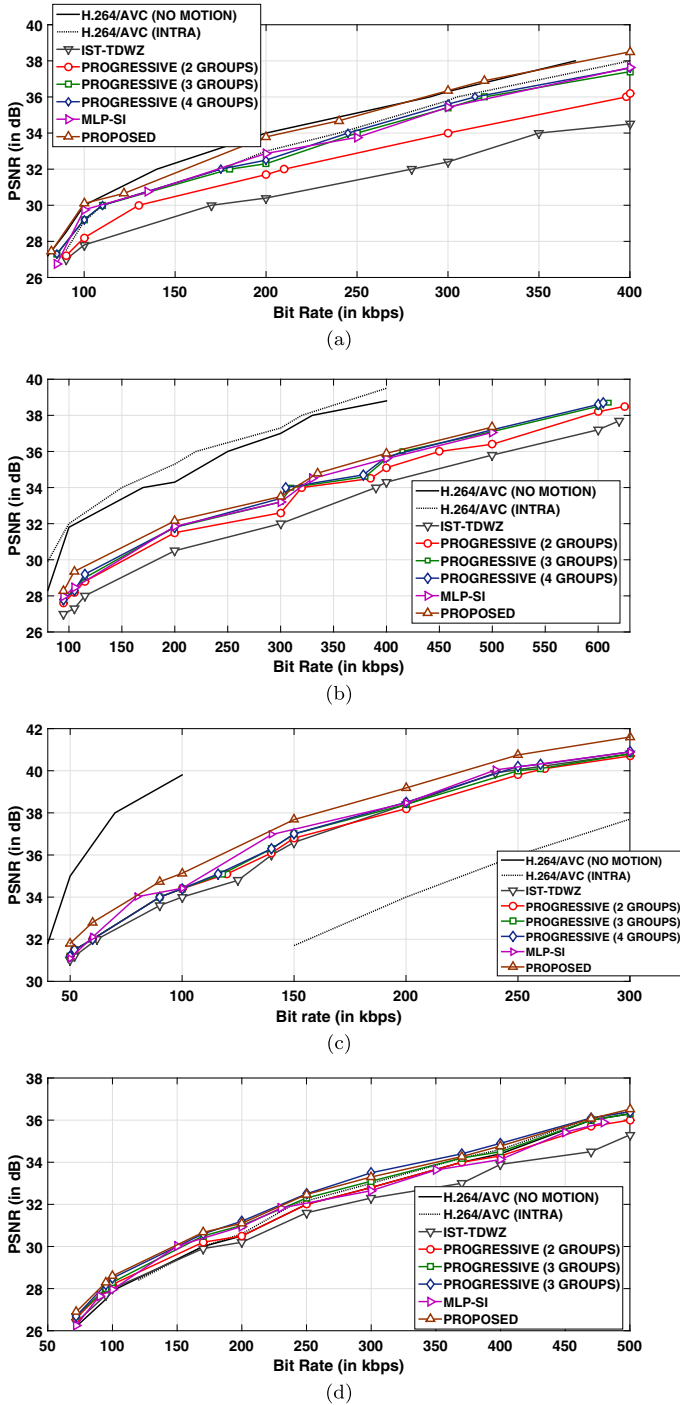 H.264/AVC (NO MOTION)
H.264/AVC (INTRA)
IST-TDWZ
PROGRESSIVE (2 GROUPS)
PROGRESSIVE (3 GROUPS)
PROGRESSIVE (4 GROUPS)
MLP-SI
PROPOSED
PSNR (in dB)
38
36
34
32
30
28
26
100
150
200
250
300
350
400
Bit Rate (in kbps)
(a)
PSNR (in dB)
40
38
36
34
32
30
28
26
H.264/AVC (NO MOTION)
H.264/AVC (INTRA)
IST-TDWZ
PROGRESSIVE (2 GROUPS)
PROGRESSIVE (3 GROUPS)
PROGRESSIVE (4 GROUPS)
MLP-SI
PROPOSED
100
150
200
250
300
350
400
450
500
550
600
Bit Rate (in kbps)
(b)
PSNR (in dB)
42
40
38
36
34
32
30
H.264/AVC (NO MOTION)
H.264/AVC (INTRA)
IST-TDWZ
PROGRESSIVE (2 GROUPS)
PROGRESSIVE (3 GROUPS)
PROGRESSIVE (4 GROUPS)
MLP-SI
PROPOSED
50
100
150
200
250
300
Bit rate (in kbps)
(c)
PSNR (in dB)
38
36
34
32
30
28
26
H.264/AVC (NO MOTION)
H.264/AVC (INTRA)
IST-TDWZ
PROGRESSIVE (2 GROUPS)
PROGRESSIVE (3 GROUPS)
PROGRESSIVE (3 GROUPS)
MLP-SI
PROPOSED
50
100
150
200
250
300
350
400
450
500
Bit Rate (in kbps)
(d)